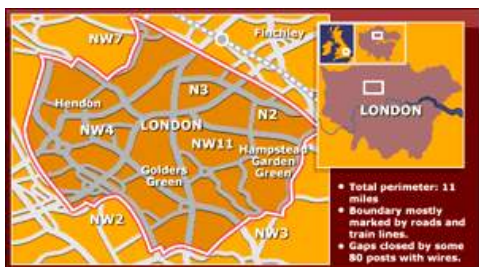 NW7
Finchley
N3
Hendon
N2
NW4
LONDON
NW11
Hampstead
Garden
Green
Golders
Green
NW2
NW3
LONDON
• Total perimeter: 11
miles
• Boundary mostly
marked by roads and
train lines.
• Gaps closed by some
80 posts with wires.